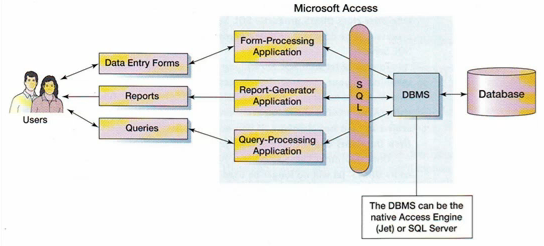 Microsoft Access
Form-Processing
Application
Data Entry Forms
Reports
Report-Generator
Application
Users
Queries
Query-Processing
Application
S
Q
L
DBMS
Database
The DBMS can be the
native Access Engine
(Jet) or SQL Server